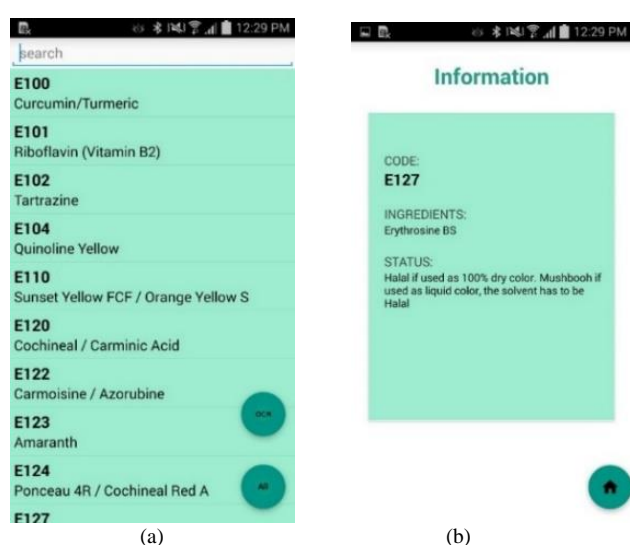 12:29 PM
search
E100
Curcumin/Turmeric
E101
Riboflavin (Vitamin B2)
E102
Tartrazine
E104
Quinoline Yellow
E110
Sunset Yellow FCF / Orange Yellow S
E120
Cochineal / Carminic Acid
E122
Carmoisine / Azorubine
OCR
E123
Amaranth
E124
Ponceau 4R / Cochineal Red A
E127
(a)
12:29 PM
Information
CODE:
E127
INGREDIENTS:
Erythrosine BS
STATUS:
Halal if used as 100% dry color. Mushbooh if
used as liquid color, the solvent has to be
Halal
(b)